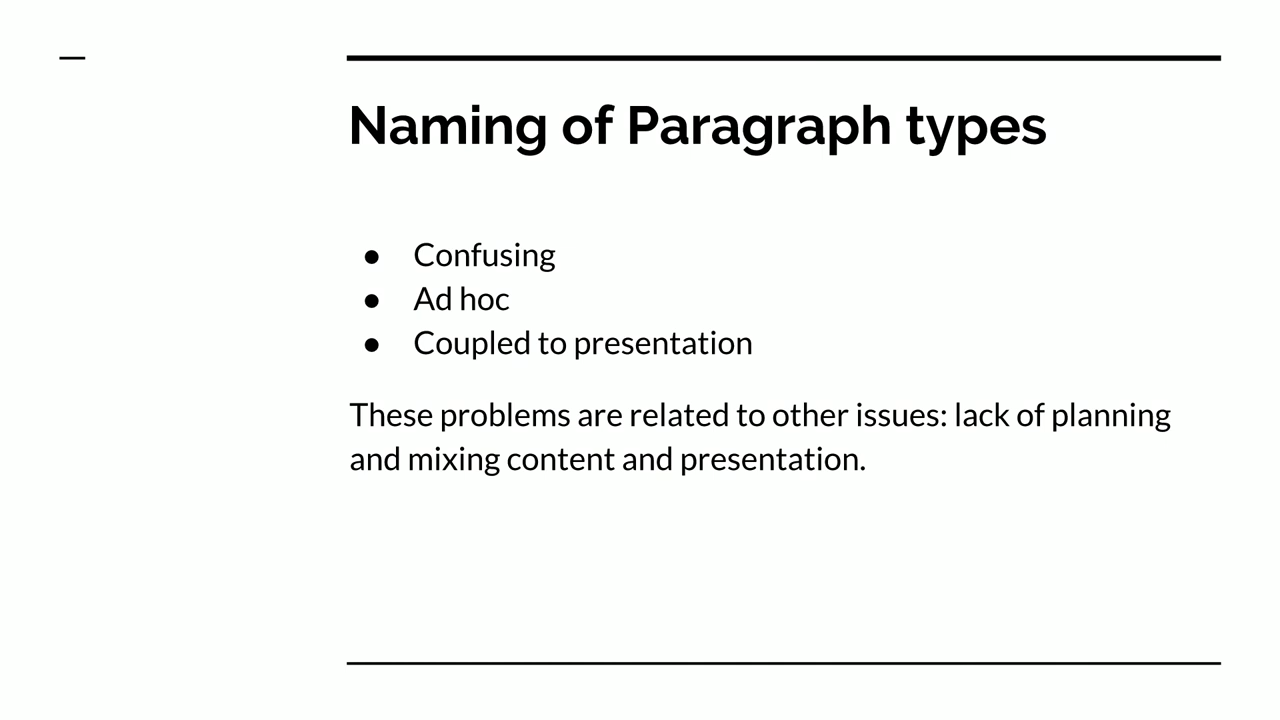 Naming of Paragraph types
● Confusing
● Ad hoc
● Coupled to presentation
These problems are related to other issues: lack of planning
and mixing content and presentation.